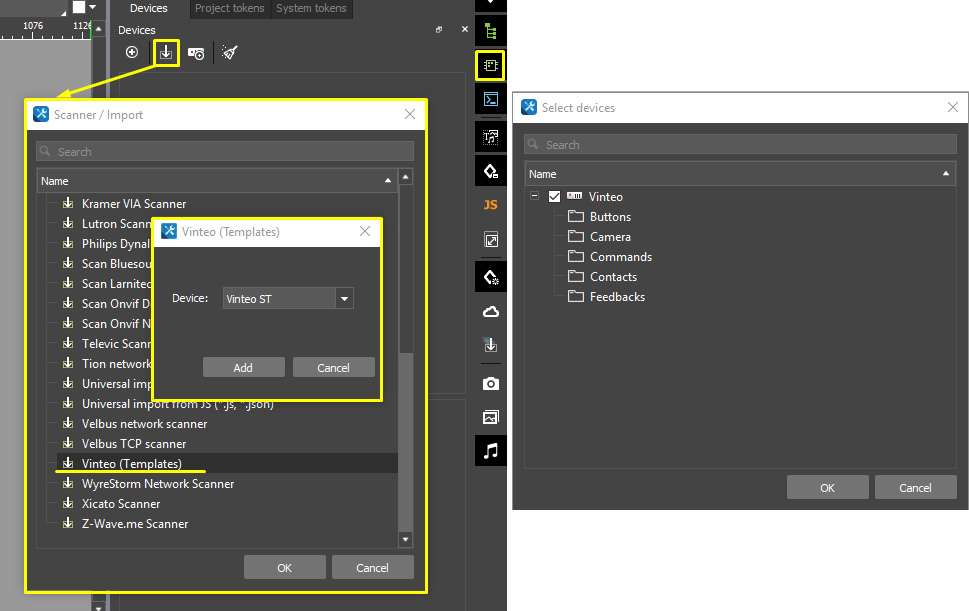 Devices
Project tokens
System tokens
1076
1126
Devices
Scanner / Import
Search
Name
Kramer VIA Scanner
Lutron Scann
Philips Dynal
Scan Bluesou
Scan Larnitec
Scan Onvif D
Scan Onvif N
Televic Scann
Tion network
Universal imp
Universal import from JS (*.js, *.json)
Velbus network scanner
Velbus TCP scanner
Vinteo (Templates)
WyreStorm Network Scanner
Xicato Scanner
Z-Wave.me Scanner
OK
Cancel
Vinteo (Templates)
Device:
Vinteo ST
Add
Cancel
JS
Select devices
Search
Name
Vinteo
Buttons
Camera
Commands
Contacts
Feedbacks
OK
Cancel